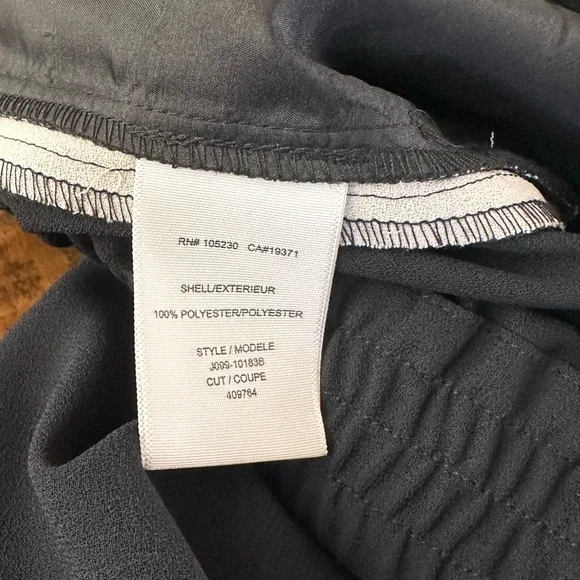 RN# 105230 CA#19371
SHELL/EXTERIEUR
100% POLYESTER/POLYESTER
STYLE / MODELE
J099-10183B
CUT / COUPE
409764